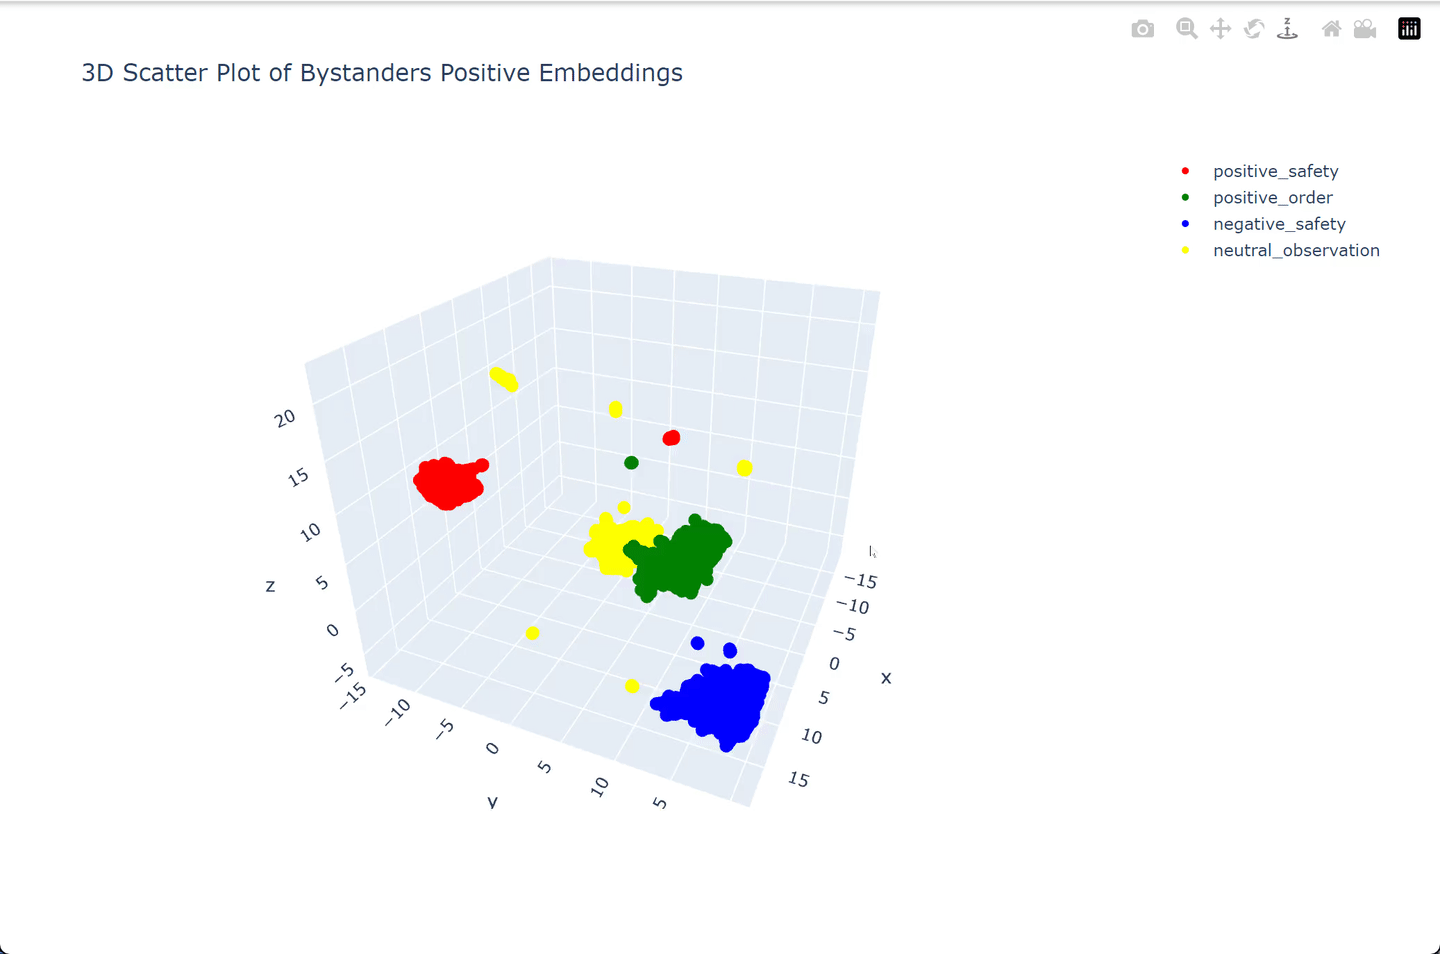 z
3D Scatter Plot of Bystanders Positive Embeddings
positive_safety
positive_order
negative_safety
neutral_observation
20
15
10
5
0
−5
z
−15
−10
−5
0
5
10
5
y
−15
−10
−5
0
5
10
15
x